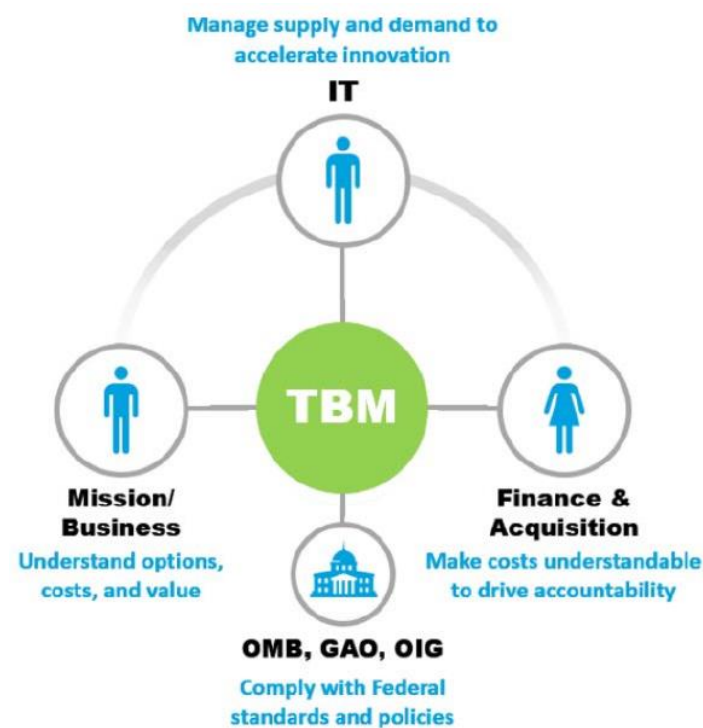 Manage supply and demand to
accelerate innovation
IT
TBM
Mission/
Business
Understand options,
costs, and value
Finance &
Acquisition
Make costs understandable
to drive accountability
OMB, GAO, OIG
Comply with Federal
standards and policies